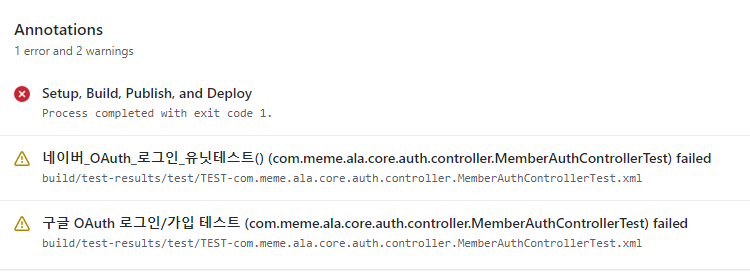 Annotations
1 error and 2 warnings
Setup, Build, Publish, and Deploy
Process completed with exit code 1.
네이버_OAuth_로그인_유닛테스트() (com.meme.ala.core.auth.controller.MemberAuthControllerTest) failed
build/test-results/test/TEST-com.meme.ala.core.auth.controller.MemberAuthControllerTest.xml
구글 OAuth 로그인/가입 테스트 (com.meme.ala.core.auth.controller.MemberAuthControllerTest) failed
build/test-results/test/TEST-com.meme.ala.core.auth.controller.MemberAuthControllerTest.xml